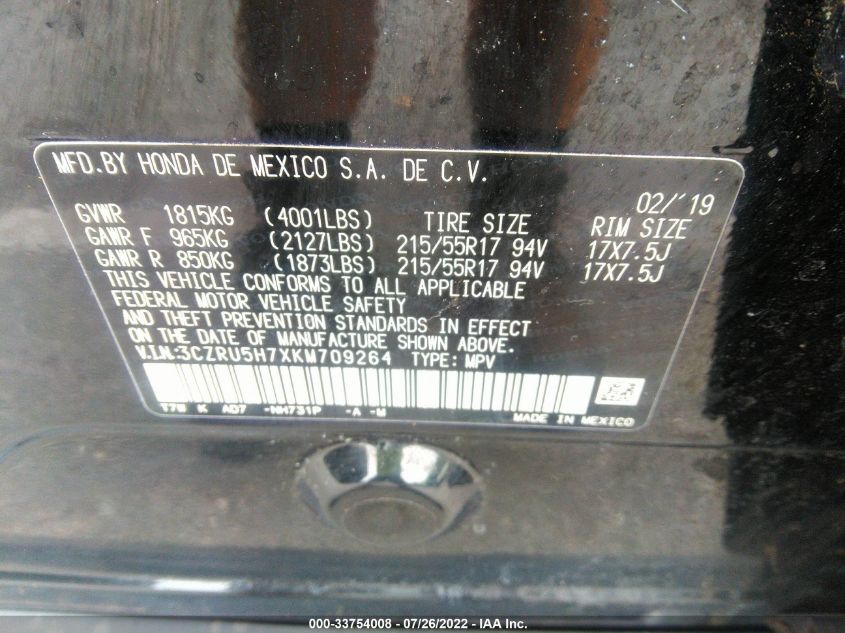 MFD.BY HONDA DE MEXICO S.A. DE C.V.
02/'19
GVWR 1815KG (4001LBS) TIRE SIZE RIM SIZE
GAWR F 965KG (2127LBS) 215/55R17 94V 17X7.5J
GAWR R 850KG (1873LBS) 215/55R17 94V 17X7.5J
THIS VEHICLE CONFORMS TO ALL APPLICABLE
FEDERAL MOTOR VEHICLE SAFETY
AND THEFT PREVENTION STANDARDS IN EFFECT
ON THE DATE OF MANUFACTURE SHOWN ABOVE.
V.I.N: 3CZRU5H7XKM709264 TYPE: MPV
K AD7 -NH731P -A -M MADE IN MEXICO
000-33754008 - 07/26/2022 - IAA Inc.